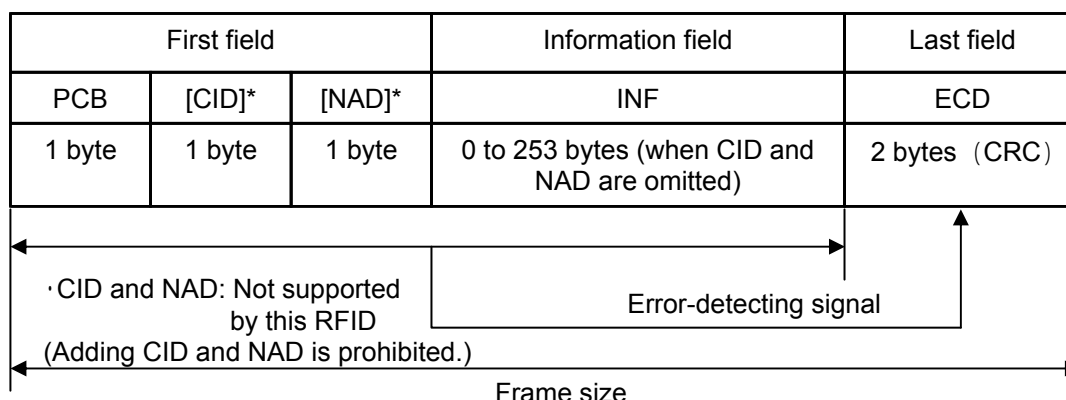 First field Information field Last field
PCB [CID]* [NAD]* INF ECD
1 byte 1 byte 1 byte 0 to 253 bytes (when CID and
NAD are omitted) 2 bytes（CRC）
・CID and NAD: Not supported
by this RFID
(Adding CID and NAD is prohibited.)
Error-detecting signal
Frame size